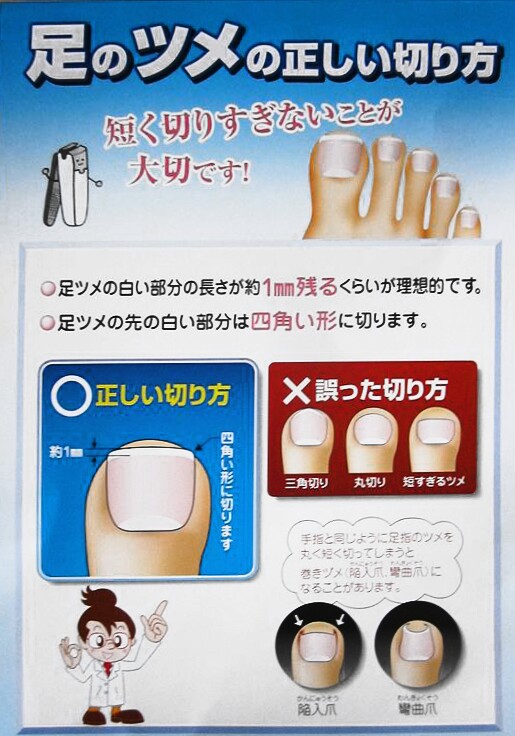 足のツメの正しい切り方
短く切りすぎないことが
大切です!
足ツメの白い部分の長さが約1mm残るくらいが理想的です。
足ツメの先の白い部分は四角い形に切ります。
正しい切り方
約1mm
四角い形に切ります
誤った切り方
三角切り
丸切り
短すぎるツメ
手指と同じように足指のツメを
丸く短く切ってしまうと
巻きツメ(陥入爪、彎曲爪)に
なることがあります。
かんにゅうそう
陥入爪
わんきょくそう
彎曲爪